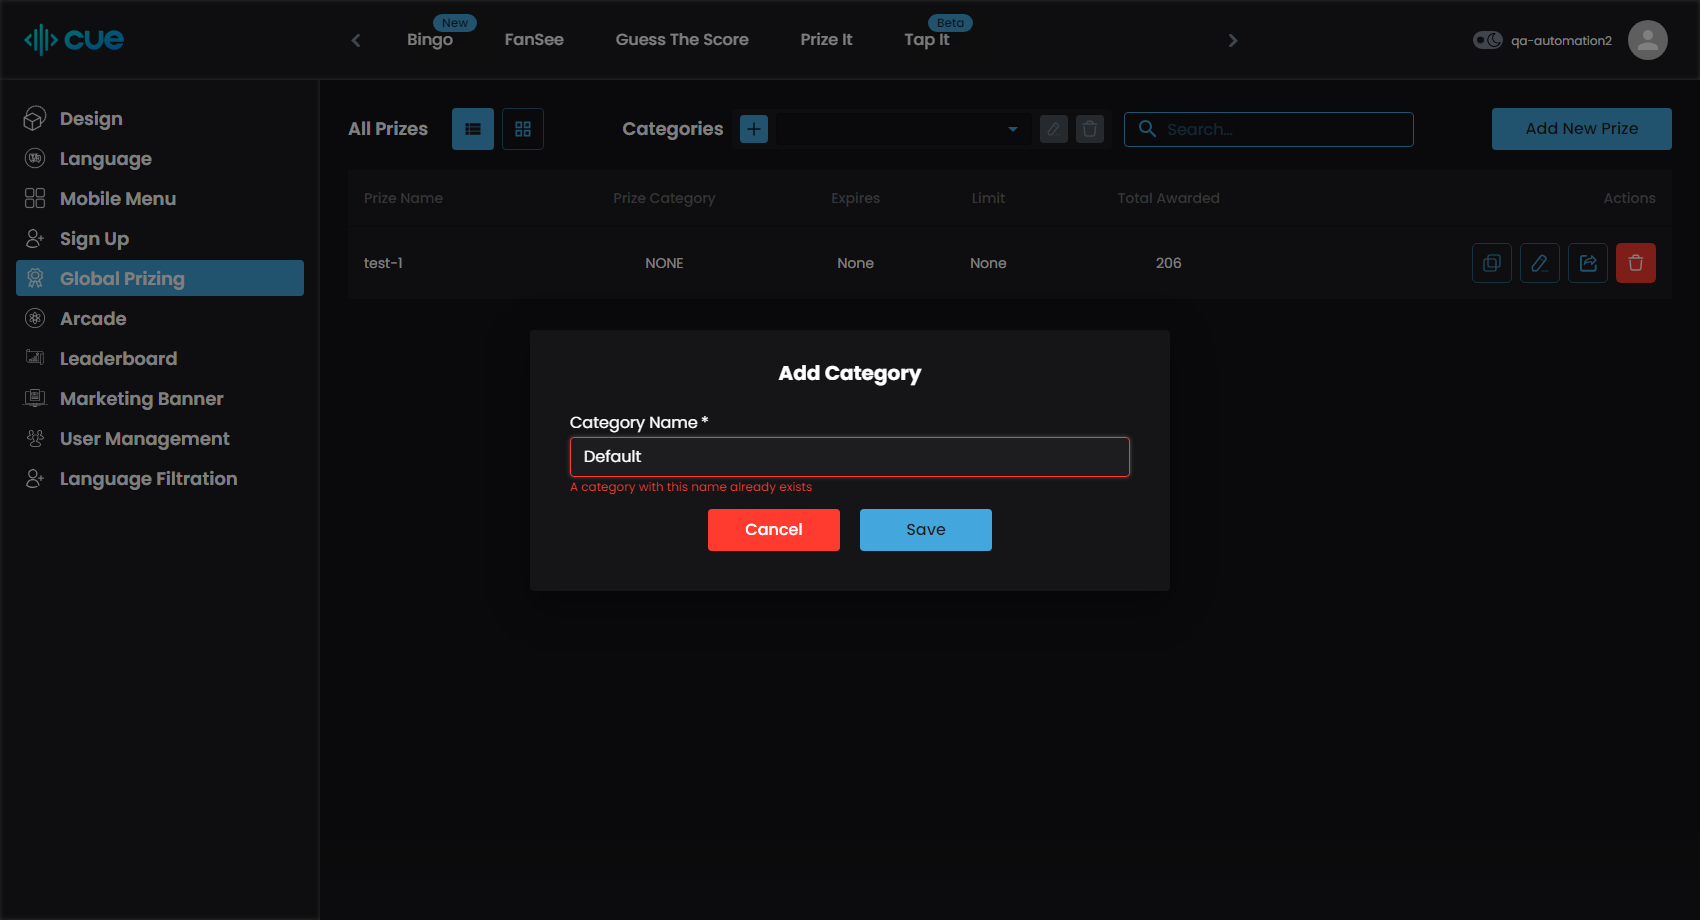 cue
Bingo
New
FanSee
Guess The Score
Prize It
Tap It
Beta
qa-automation2
Design
Language
Mobile Menu
Sign Up
Global Prizing
Arcade
Leaderboard
Marketing Banner
User Management
Language Filtration
All Prizes
Categories
Search...
Add New Prize
Prize Name Prize Category Expires Limit Total Awarded Actions
test-1 NONE None None 206
Add Category
Category Name *
Default
A category with this name already exists
Cancel
Save